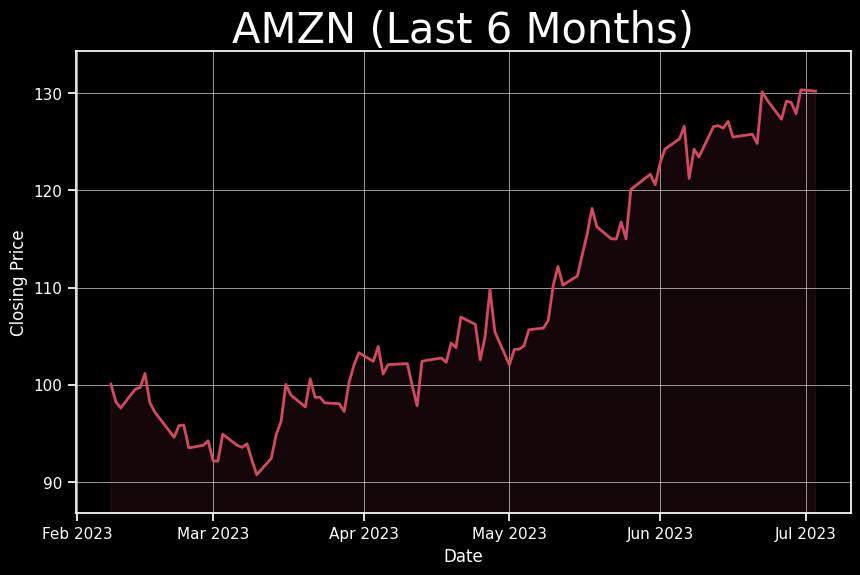 AMZN (Last 6 Months)
Closing Price
130
120
110
100
90
Feb 2023 Mar 2023 Apr 2023 May 2023 Jun 2023 Jul 2023
Date